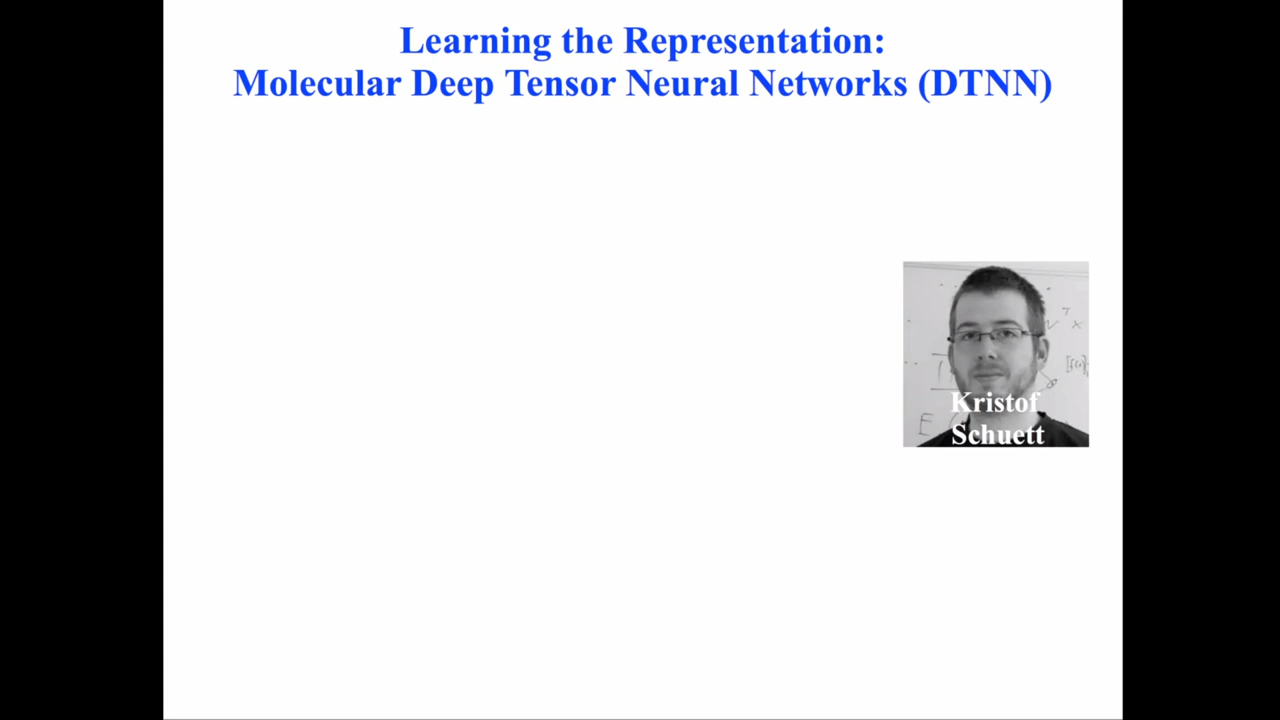 Learning the Representation:
Molecular Deep Tensor Neural Networks (DTNN)
Kristof
Schuett